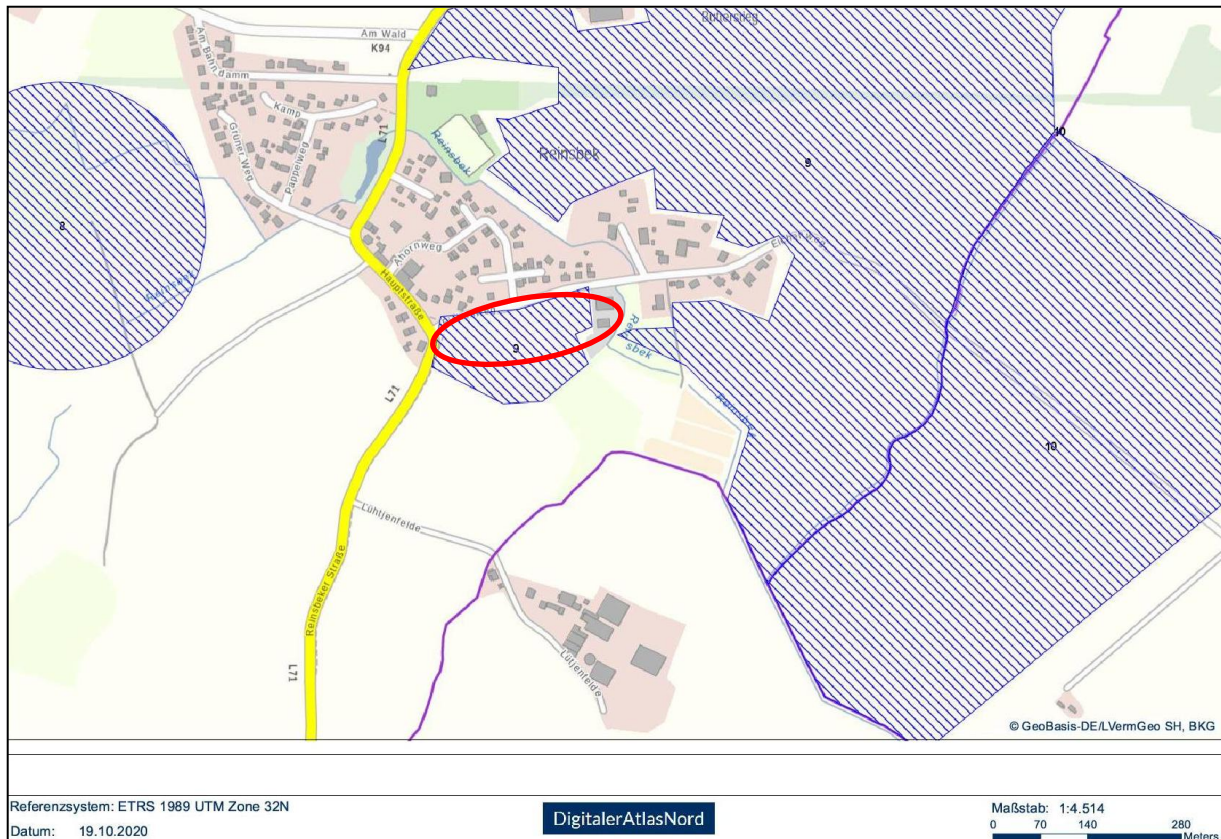 Am Wald
K94
Am Bahndamm
Kamp
Grüner Weg
Pappelweg
L71
Reinsbek
Reinsbek
9
10
2
Ahornweg
Hauptstraße
9
L71
10
Lühtjenfelde
Reinsbeker Straße
L71
Lütjenfelde
© GeoBasis-DE/LVermGeo SH, BKG
Referenzsystem: ETRS 1989 UTM Zone 32N
Datum: 19.10.2020
DigitalerAtlasNord
Maßstab: 1:4.514
0 70 140 280
Meters